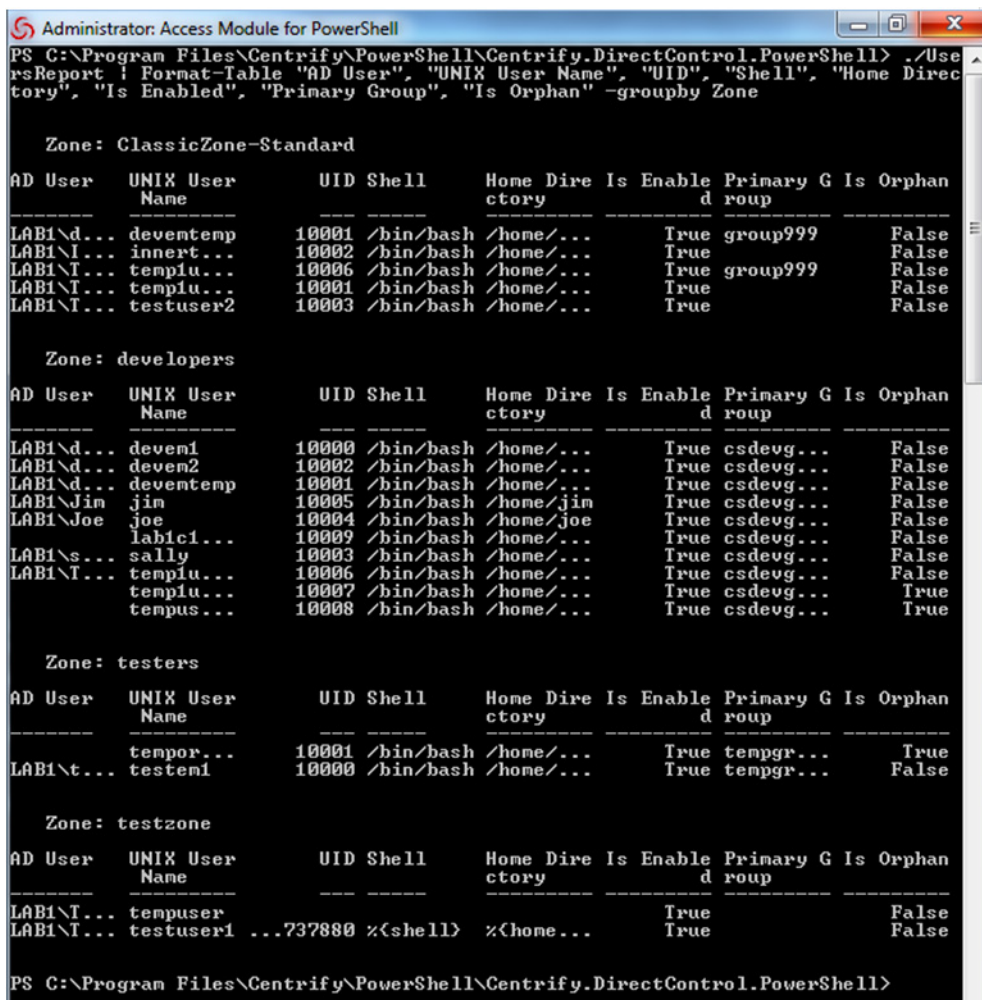 Administrator: Access Module for PowerShell
PS C:\Program Files\Centrify\PowerShell\Centrify.DirectControl.PowerShell> ./Use
rsReport | Format-Table "AD User", "UNIX User Name", "UID", "Shell", "Home Direc
tory", "Is Enabled", "Primary Group", "Is Orphan" -groupby Zone
Zone: ClassicZone-Standard
AD User UNIX User UID Shell Home Dire Is Enable Primary G Is Orphan
Name ctory d roup
------- --------- --- ----- --------- --------- --------- ---------
LAB1\d... devemtemp 10001 /bin/bash /home/... True group999 False
LAB1\I... innert... 10002 /bin/bash /home/... True False
LAB1\T... temp1u... 10006 /bin/bash /home/... True group999 False
LAB1\T... temp1u... 10001 /bin/bash /home/... True False
LAB1\T... testuser2 10003 /bin/bash /home/... True False
Zone: developers
AD User UNIX User UID Shell Home Dire Is Enable Primary G Is Orphan
Name ctory d roup
------- --------- --- ----- --------- --------- --------- ---------
LAB1\d... devem1 10000 /bin/bash /home/... True csdevg... False
LAB1\d... devem2 10002 /bin/bash /home/... True csdevg... False
LAB1\d... devemtemp 10001 /bin/bash /home/... True csdevg... False
LAB1\Jim jim 10005 /bin/bash /home/jim True csdevg... False
LAB1\Joe joe 10004 /bin/bash /home/joe True csdevg... False
lab1c1... 10009 /bin/bash /home/... True csdevg... False
LAB1\s... sally 10003 /bin/bash /home/... True csdevg... False
LAB1\T... temp1u... 10006 /bin/bash /home/... True csdevg... False
temp1u... 10007 /bin/bash /home/... True csdevg... True
tempus... 10008 /bin/bash /home/... True csdevg... True
Zone: testers
AD User UNIX User UID Shell Home Dire Is Enable Primary G Is Orphan
Name ctory d roup
------- --------- --- ----- --------- --------- --------- ---------
tempor... 10001 /bin/bash /home/... True tempgr... True
LAB1\t... testem1 10000 /bin/bash /home/... True tempgr... False
Zone: testzone
AD User UNIX User UID Shell Home Dire Is Enable Primary G Is Orphan
Name ctory d roup
------- --------- --- ----- --------- --------- --------- ---------
LAB1\T... tempuser True False
LAB1\T... testuser1 ...737880 %{shell} %{home... True False
PS C:\Program Files\Centrify\PowerShell\Centrify.DirectControl.PowerShell>